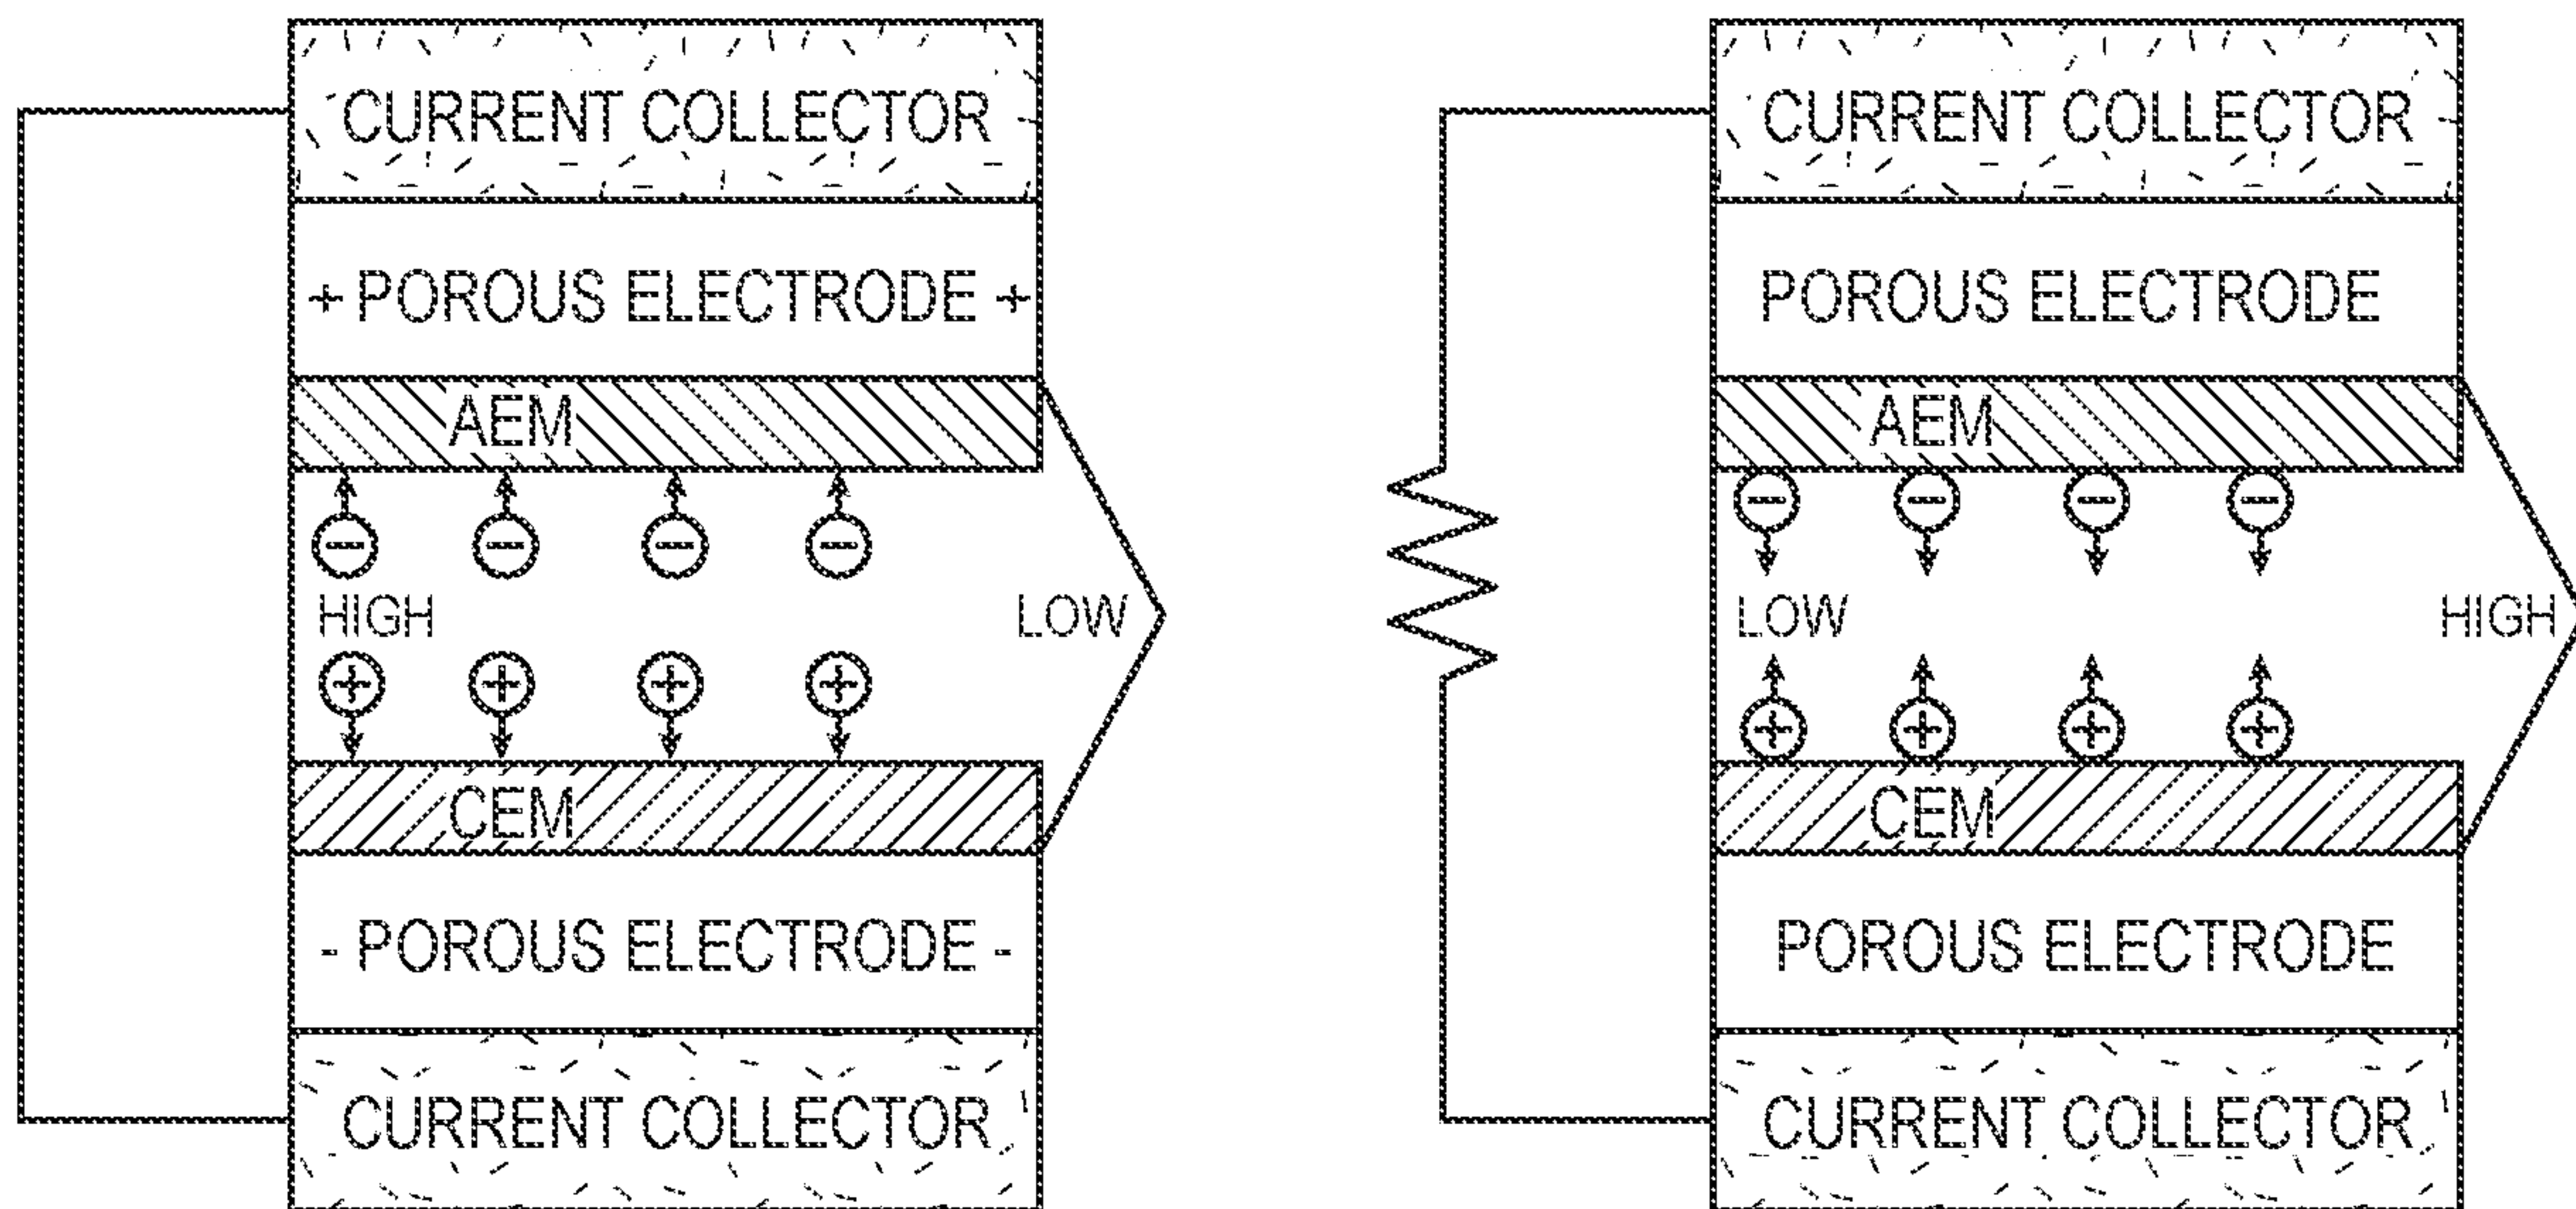 CURRENT COLLECTOR
+ POROUS ELECTRODE +
AEM
HIGH
LOW
CEM
- POROUS ELECTRODE -
CURRENT COLLECTOR
CURRENT COLLECTOR
POROUS ELECTRODE
AEM
LOW
HIGH
CEM
POROUS ELECTRODE
CURRENT COLLECTOR